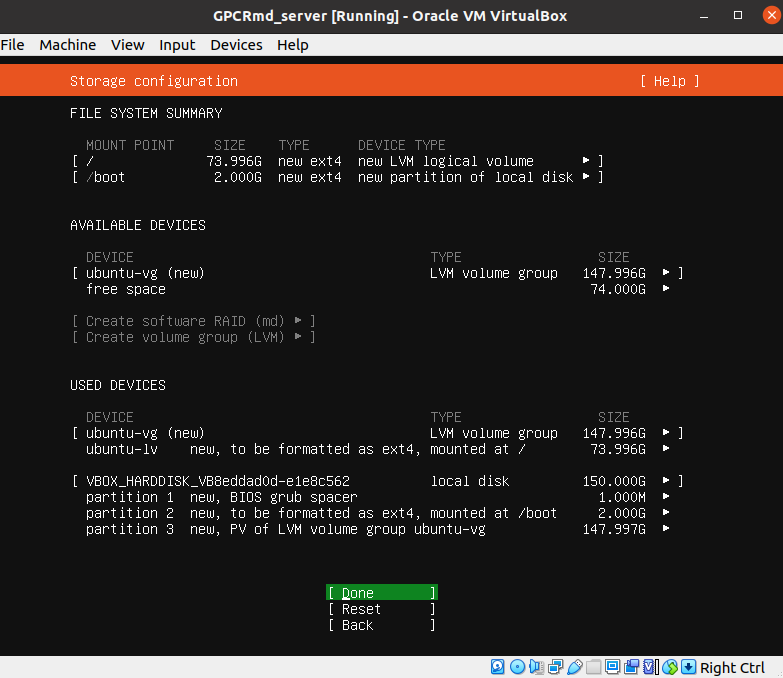 GPCRmd_server [Running] - Oracle VM VirtualBox
File Machine View Input Devices Help
Storage configuration [ Help ]
FILE SYSTEM SUMMARY
MOUNT POINT SIZE TYPE DEVICE TYPE
[ / 73.996G new ext4 new LVM logical volume ▸ ]
[ /boot 2.000G new ext4 new partition of local disk ▸ ]
AVAILABLE DEVICES
DEVICE TYPE SIZE
[ ubuntu-vg (new) LVM volume group 147.996G ▸ ]
free space 74.000G ▸
[ Create software RAID (md) ▸ ]
[ Create volume group (LVM) ▸ ]
USED DEVICES
DEVICE TYPE SIZE
[ ubuntu-vg (new) LVM volume group 147.996G ▸ ]
ubuntu-lv new, to be formatted as ext4, mounted at / 73.996G ▸
[ VBOX_HARDDISK_VB8eddad0d-e1e8c562 local disk 150.000G ▸ ]
partition 1 new, BIOS grub spacer 1.000M ▸
partition 2 new, to be formatted as ext4, mounted at /boot 2.000G ▸
partition 3 new, PV of LVM volume group ubuntu-vg 147.997G ▸
[ Done ]
[ Reset ]
[ Back ]
Right Ctrl